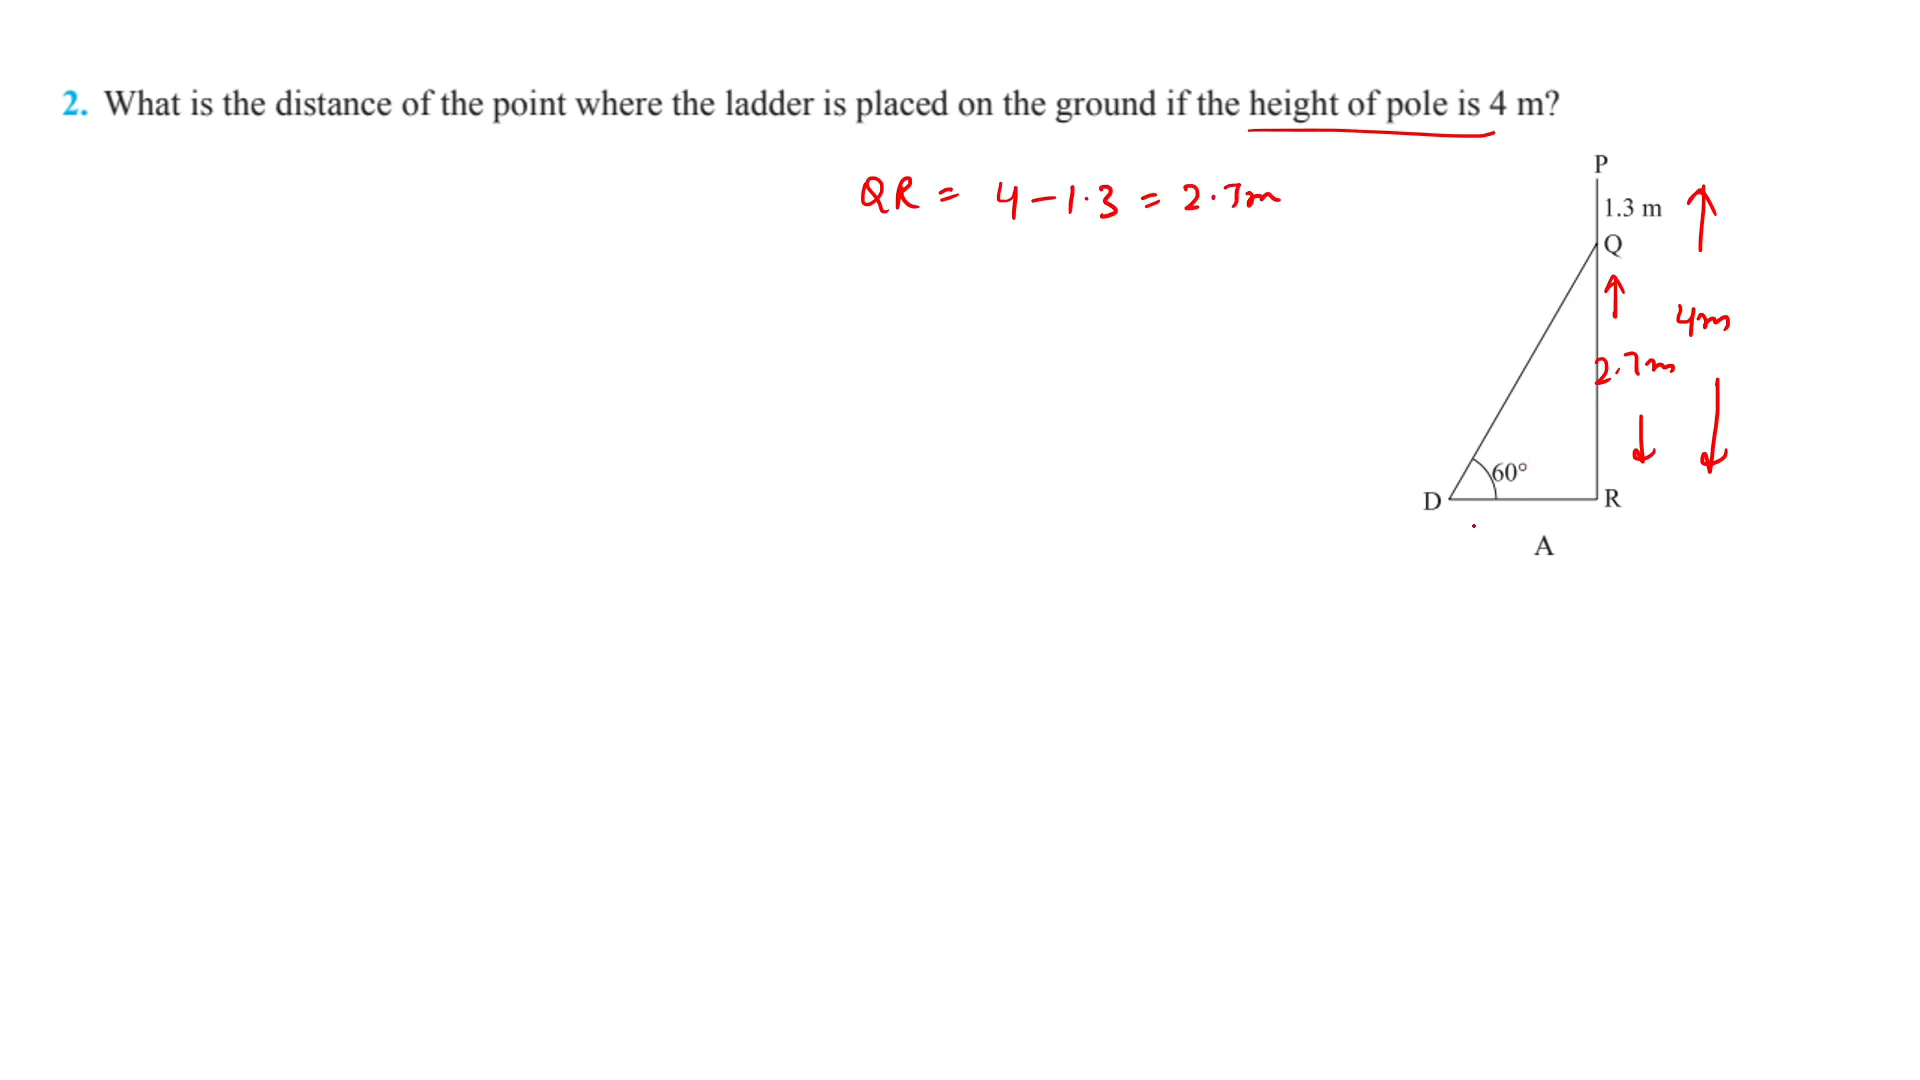 2. What is the distance of the point where the ladder is placed on the ground if the height of pole is 4 m?
QR = 4 - 1.3 = 2.7m
P
1.3 m
Q
4m
2.7m
60°
D
R
A